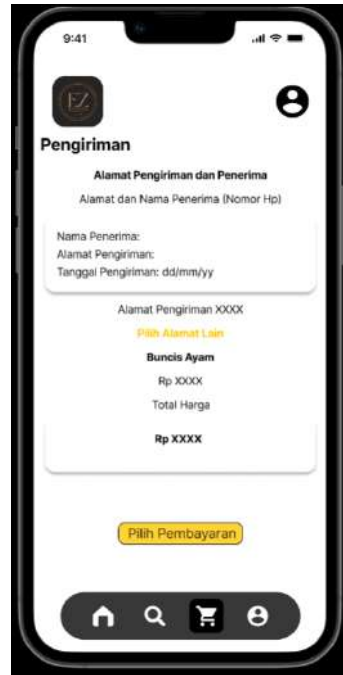 9:41
FZ
Pengiriman
Alamat Pengiriman dan Penerima
Alamat dan Nama Penerima (Nomor Hp)
Nama Penerima:
Alamat Pengiriman:
Tanggal Pengiriman: dd/mm/yy
Alamat Pengiriman XXXX
Pilih Alamat Lain
Buncis Ayam
Rp XXXX
Total Harga
Rp XXXX
Pilih Pembayaran